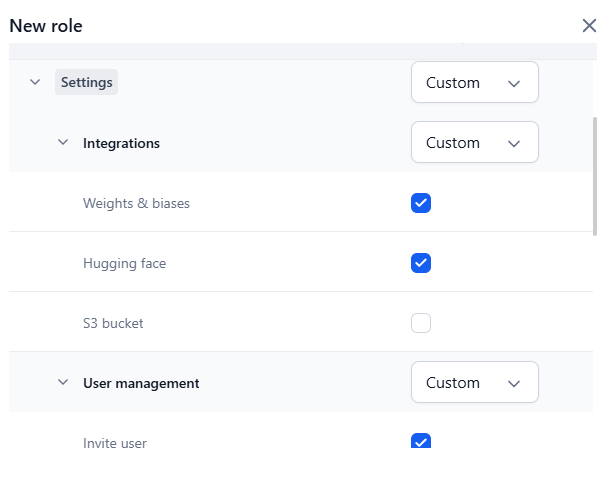 New role
Settings Custom
Integrations Custom
Weights & biases
Hugging face
S3 bucket
User management Custom
Invite user